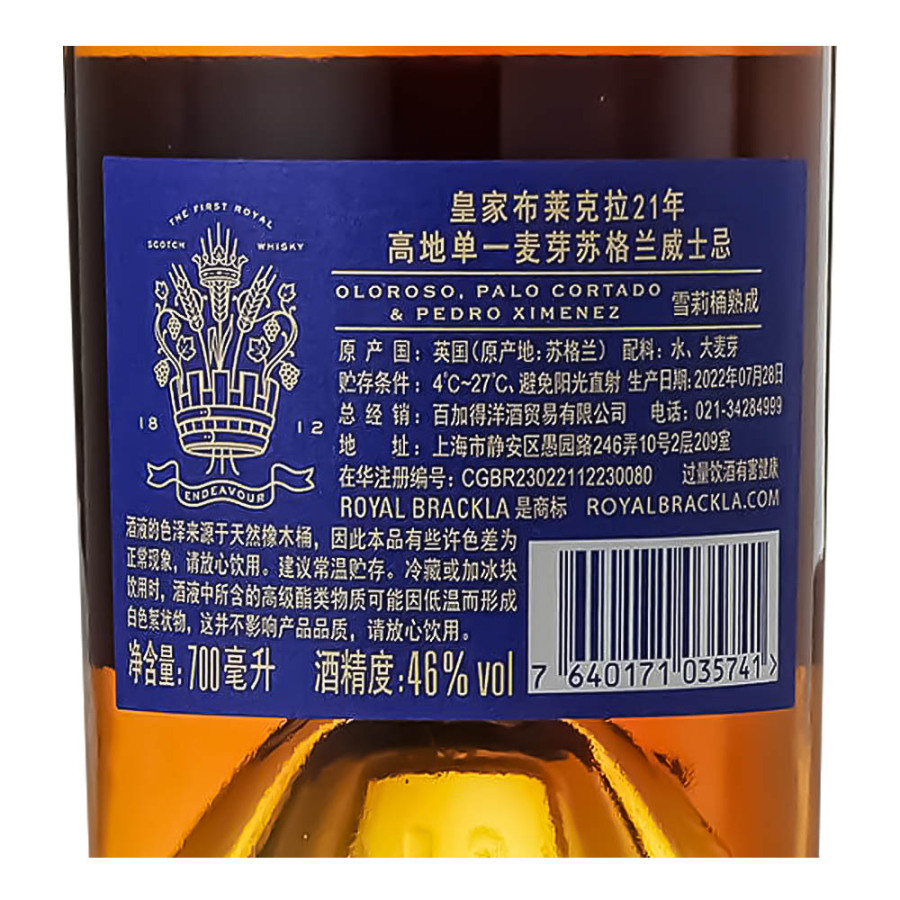 THE FIRST ROYAL
SCOTCH WHISKY
18 12
ENDEAVOUR
皇家布莱克拉21年
高地单一麦芽苏格兰威士忌
OLOROSO, PALO CORTADO
& PEDRO XIMENEZ
雪莉桶熟成
原产国：英国(原产地：苏格兰) 配料：水、大麦芽
贮存条件：4℃~27℃、避免阳光直射 生产日期：2022年07月28日
总经销：百加得洋酒贸易有限公司 电话：021-34284999
地址：上海市静安区愚园路246弄10号2层209室
在华注册编号：CGBR23022112230080 过量饮酒有害健康
ROYAL BRACKLA 是商标 ROYALBRACKLA.COM
酒液的色泽来源于天然橡木桶，因此本品有些许色差为
正常现象，请放心饮用。建议常温贮存。冷藏或加冰块
饮用时，酒液中所含的高级酯类物质可能因低温而形成
白色絮状物，这并不影响产品品质，请放心饮用。
净含量：700毫升 酒精度：46% vol
7 640171 035741 >